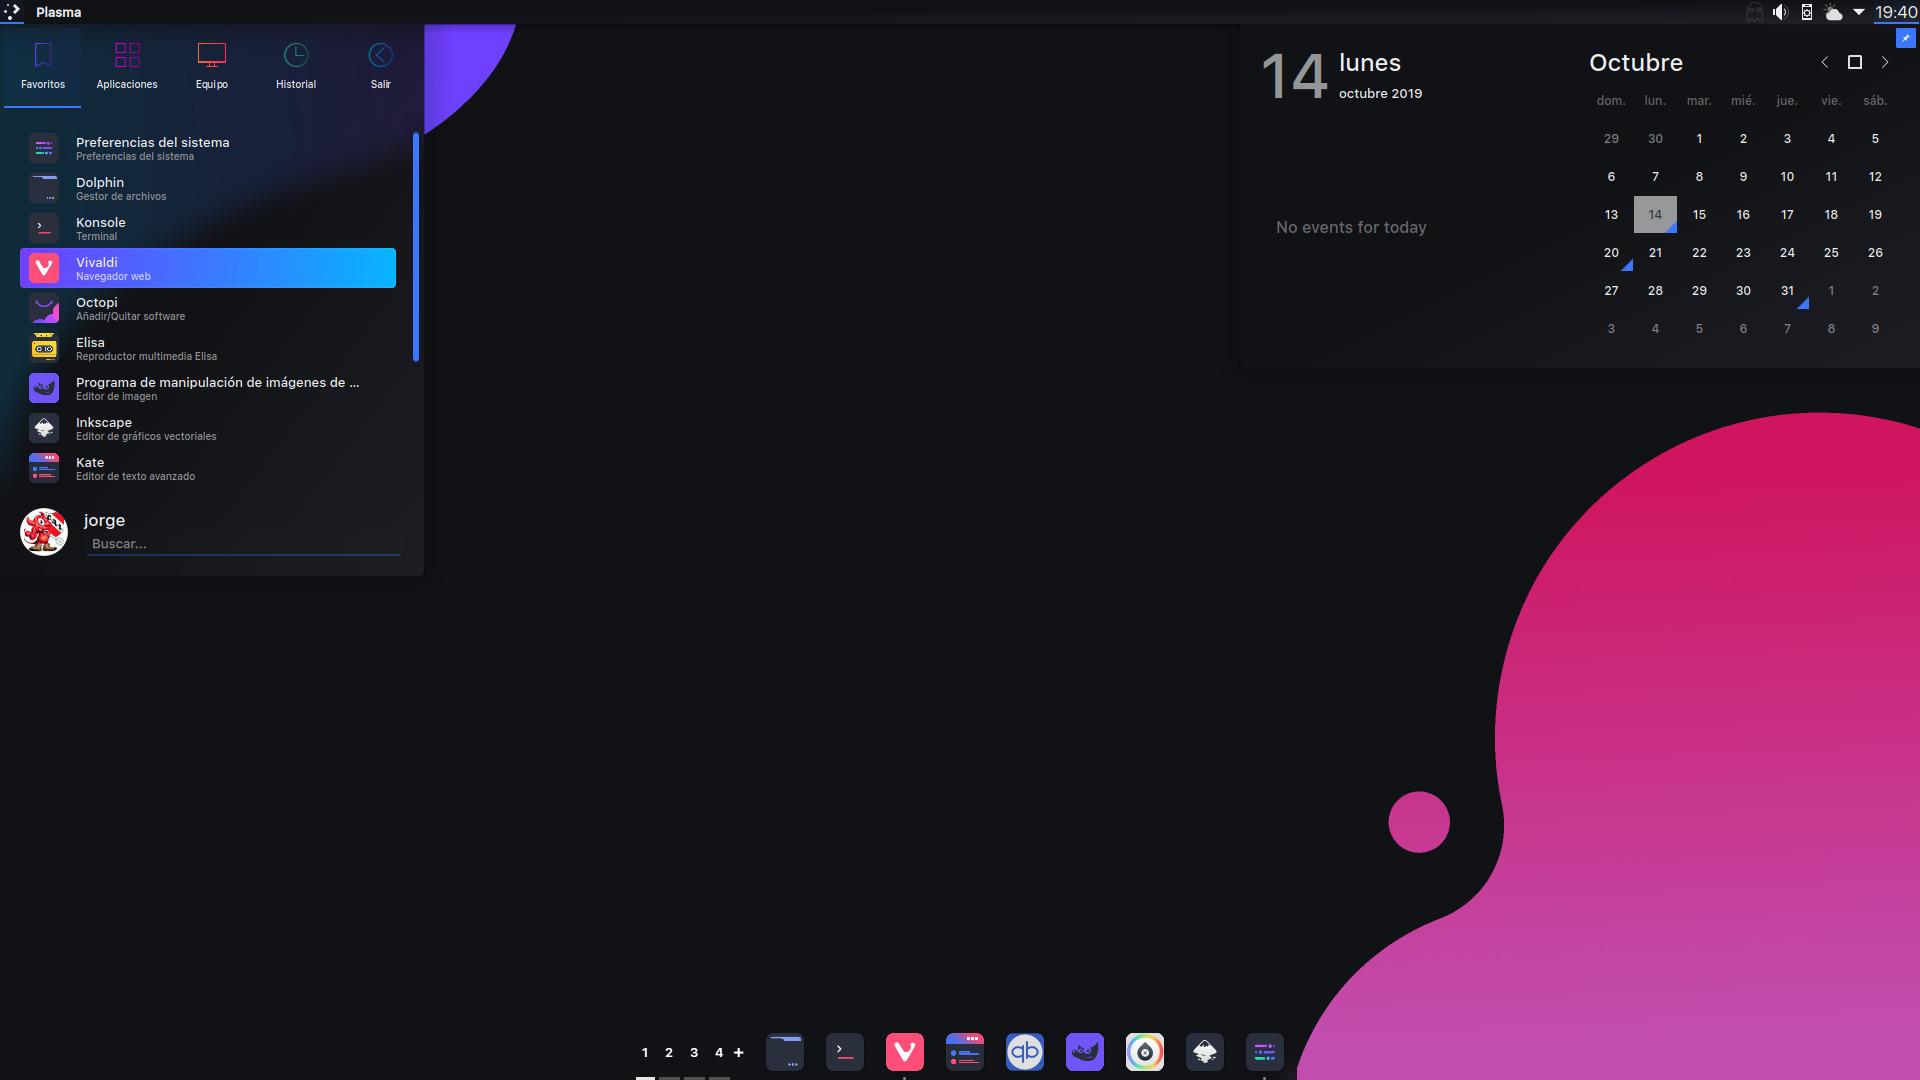 Plasma
19:40
Favoritos
Aplicaciones
Equipo
Historial
Salir
Preferencias del sistema
Preferencias del sistema
Dolphin
Gestor de archivos
Konsole
Terminal
Vivaldi
Navegador web
Octopi
Añadir/Quitar software
Elisa
Reproductor multimedia Elisa
Programa de manipulación de imágenes de ...
Editor de imagen
Inkscape
Editor de gráficos vectoriales
Kate
Editor de texto avanzado
jorge
Buscar...
14
lunes
octubre 2019
No events for today
Octubre
dom. lun. mar. mié. jue. vie. sáb.
29 30 1 2 3 4 5
6 7 8 9 10 11 12
13 14 15 16 17 18 19
20 21 22 23 24 25 26
27 28 29 30 31 1 2
3 4 5 6 7 8 9
1 2 3 4 +
qb